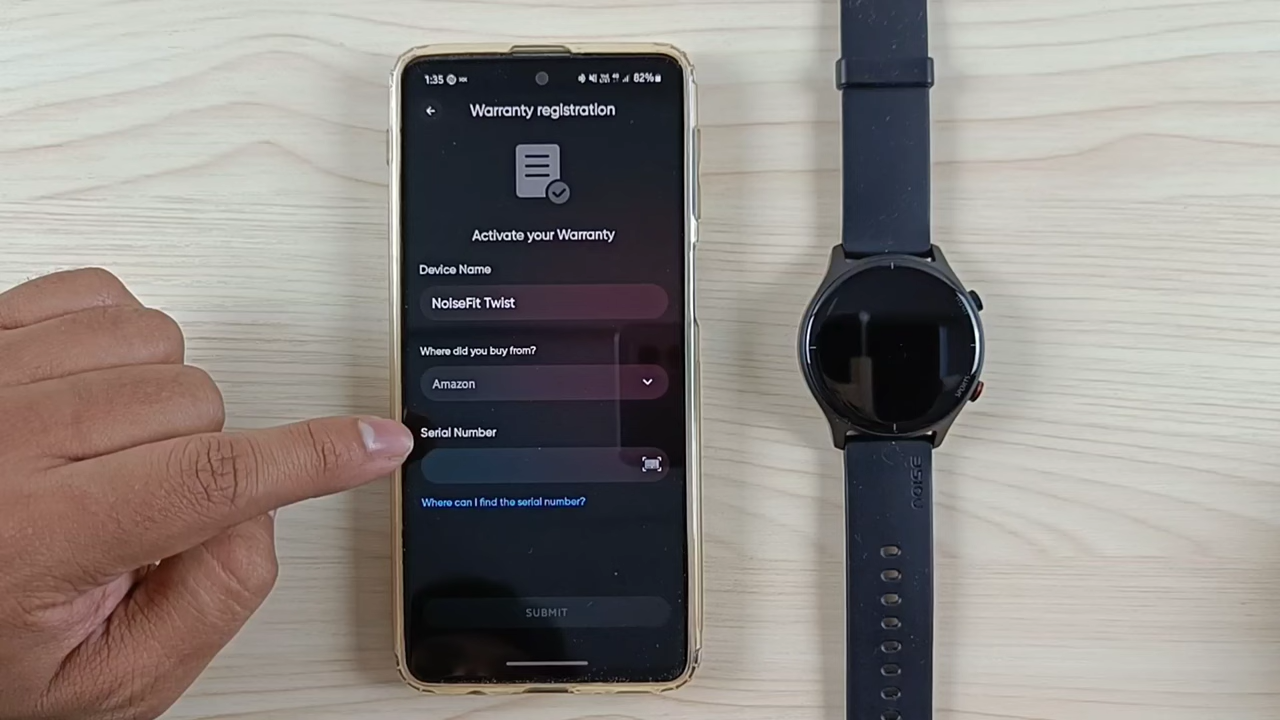 1:35
82%
Warranty registration
Activate your Warranty
Device Name
NoiseFit Twist
Where did you buy from?
Amazon
Serial Number
Where can I find the serial number?
SUBMIT
SPORTS
NOISE